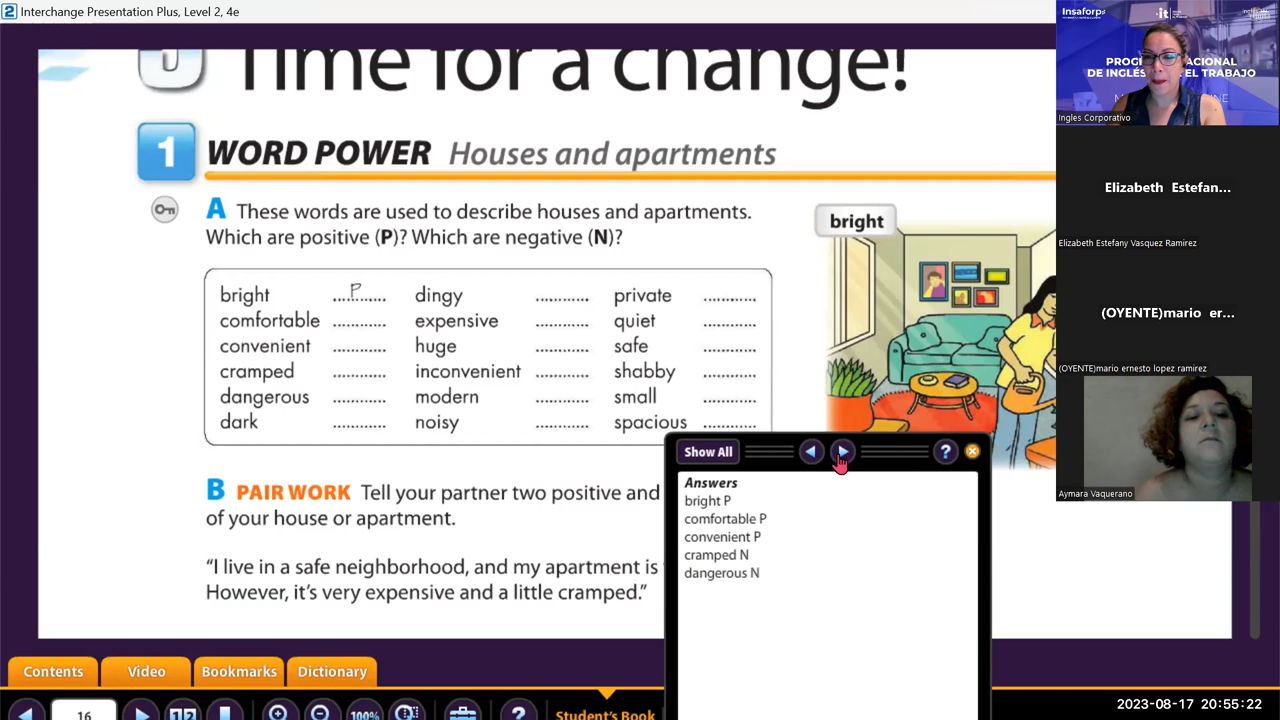 Interchange Presentation Plus, Level 2, 4e
Time for a change!
1 WORD POWER Houses and apartments
A These words are used to describe houses and apartments.
Which are positive (P)? Which are negative (N)?
bright ............ P dingy ............ private ............
comfortable ............ expensive ............ quiet ............
convenient ............ huge ............ safe ............
cramped ............ inconvenient ............ shabby ............
dangerous ............ modern ............ small ............
dark ............ noisy ............ spacious ............
bright
B PAIR WORK Tell your partner two positive and
of your house or apartment.
“I live in a safe neighborhood, and my apartment is
However, it’s very expensive and a little cramped.”
Show All
?
Answers
bright P
comfortable P
convenient P
cramped N
dangerous N
Contents Video Bookmarks Dictionary
16
100%
?
Student's Book
Insaforp
it
NACIONAL
DE INGLÉS
EL TRABAJO
Ingles Corporativo
Elizabeth Estefan...
Elizabeth Estefany Vasquez Ramirez
(OYENTE)mario er...
(OYENTE)mario ernesto lopez ramirez
Aymara Vaquerano
2023-08-17 20:55:22